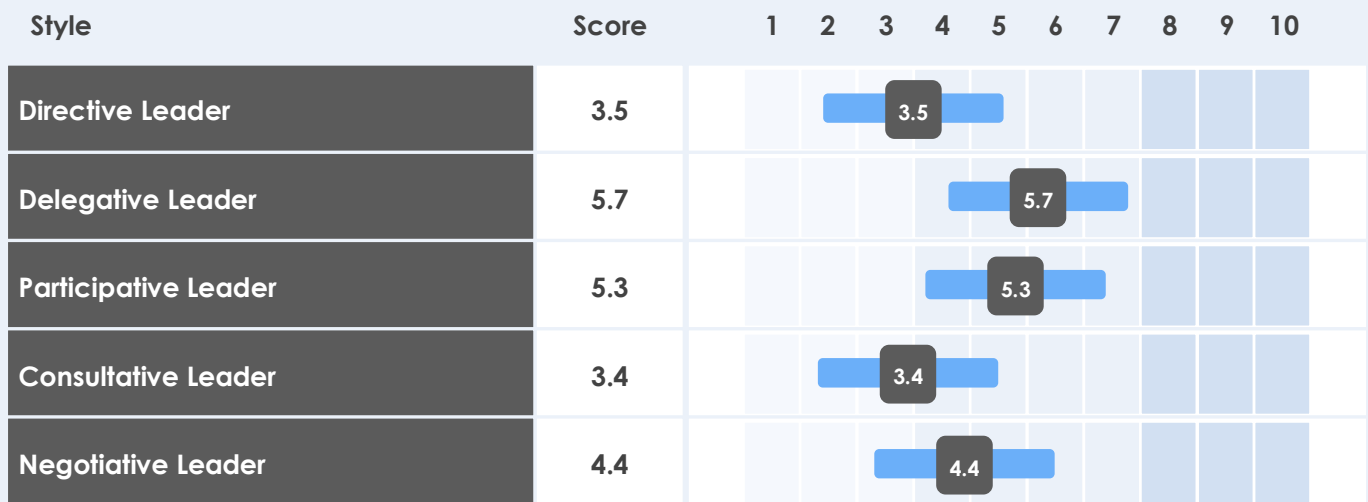 Style Score 1 2 3 4 5 6 7 8 9 10
Directive Leader 3.5 3.5
Delegative Leader 5.7 5.7
Participative Leader 5.3 5.3
Consultative Leader 3.4 3.4
Negotiative Leader 4.4 4.4